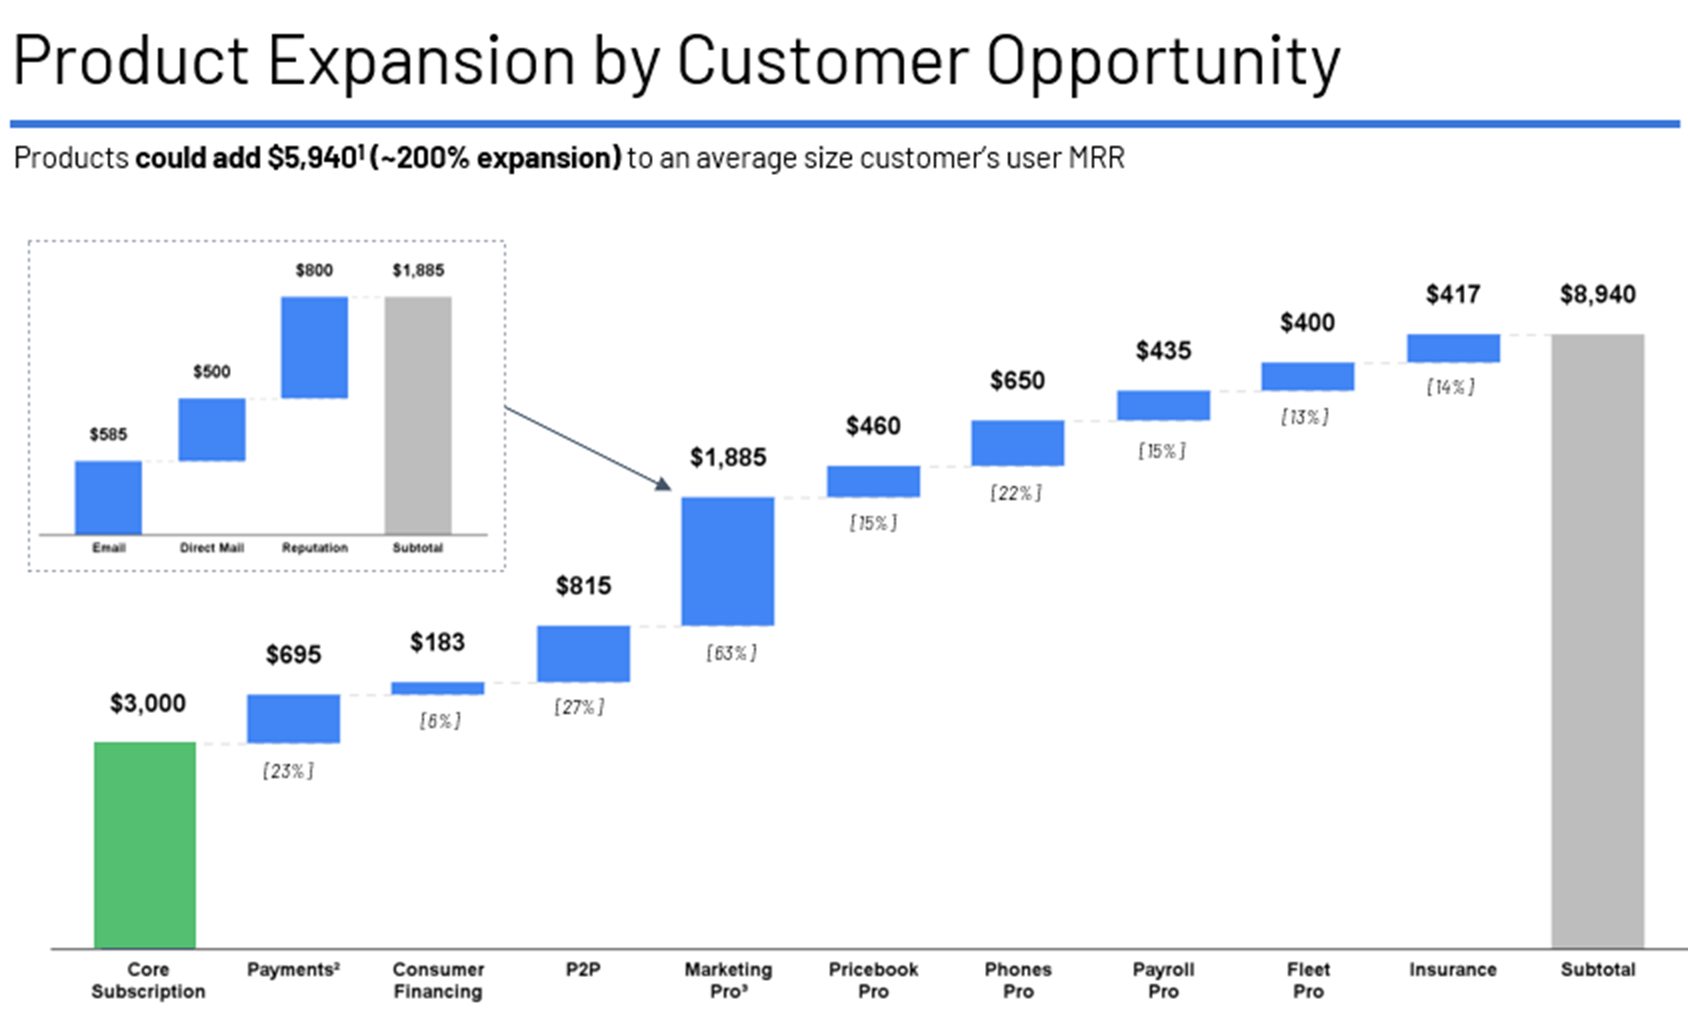 Product Expansion by Customer Opportunity
Products could add $5,940¹ (~200% expansion) to an average size customer's user MRR
$800
$1,885
$500
$585
Email
Direct Mail
Reputation
Subtotal
$3,000
$695
[23%]
$183
[6%]
$815
[27%]
$1,885
[63%]
$460
[15%]
$650
[22%]
$435
[15%]
$400
[13%]
$417
[14%]
$8,940
Core
Subscription
Payments²
Consumer
Financing
P2P
Marketing
Pro³
Pricebook
Pro
Phones
Pro
Payroll
Pro
Fleet
Pro
Insurance
Subtotal